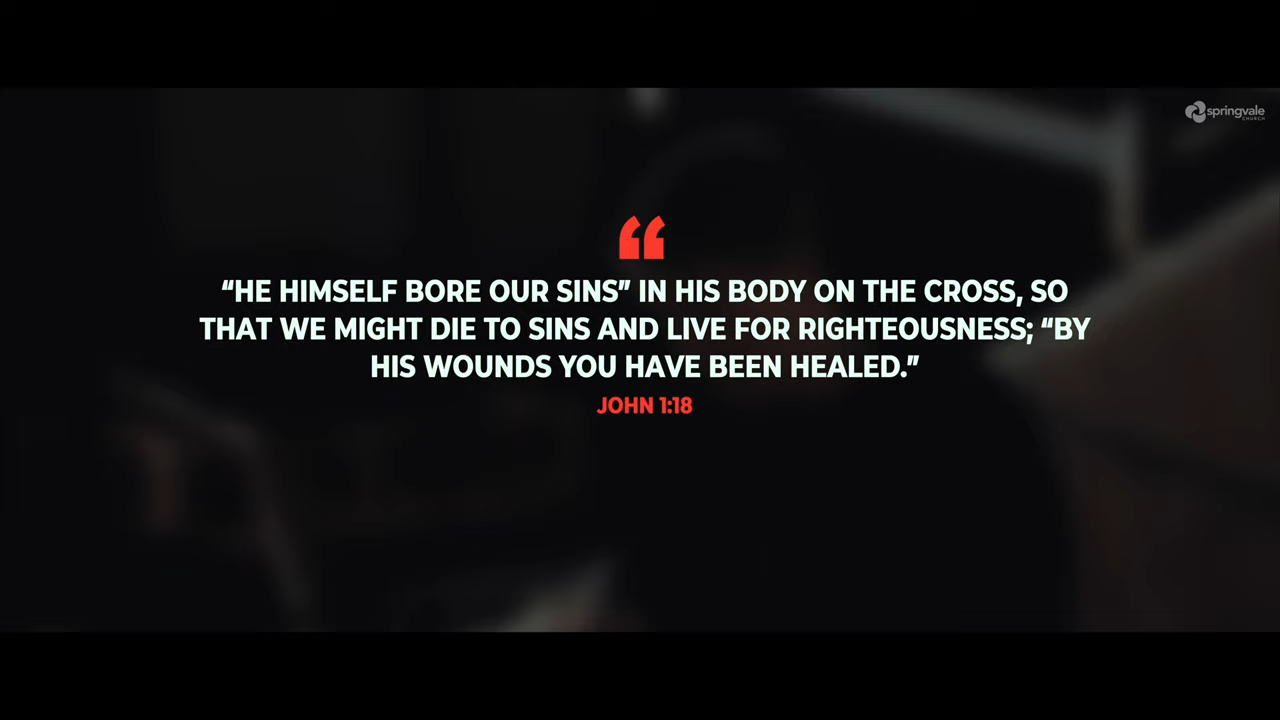 springvale
CHURCH
“HE HIMSELF BORE OUR SINS” IN HIS BODY ON THE CROSS, SO
THAT WE MIGHT DIE TO SINS AND LIVE FOR RIGHTEOUSNESS; “BY
HIS WOUNDS YOU HAVE BEEN HEALED.”
JOHN 1:18